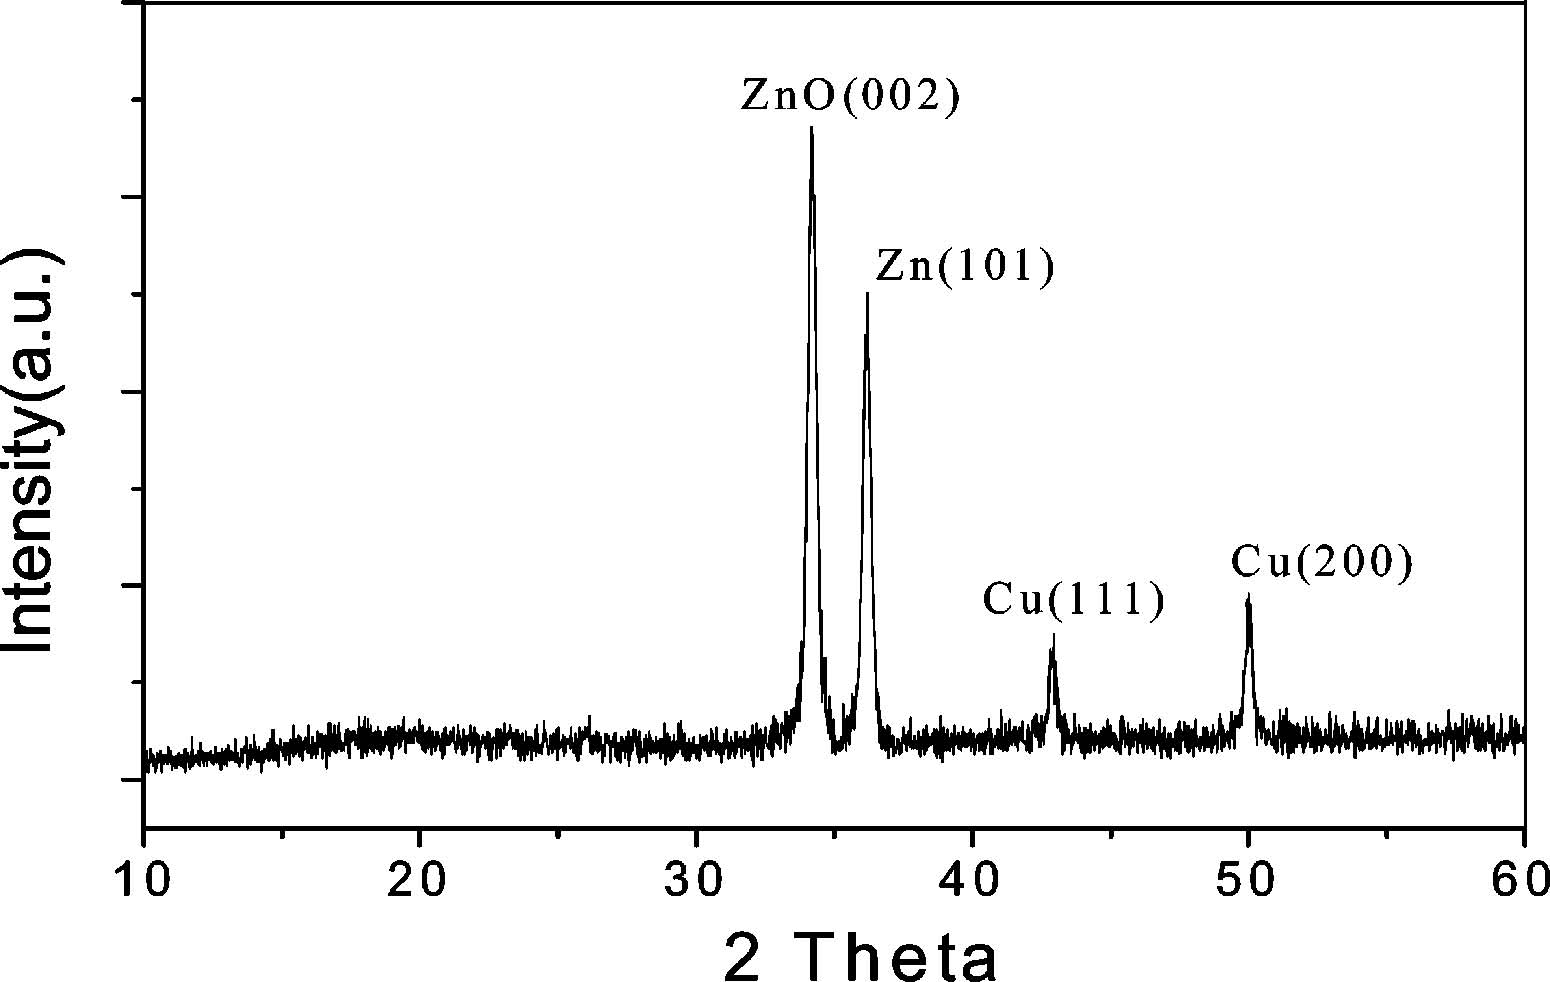 ZnO(002)
Zn(101)
Cu(200)
Cu(111)
Intensity(a.u.)
10 20 30 40 50 60
2 Theta